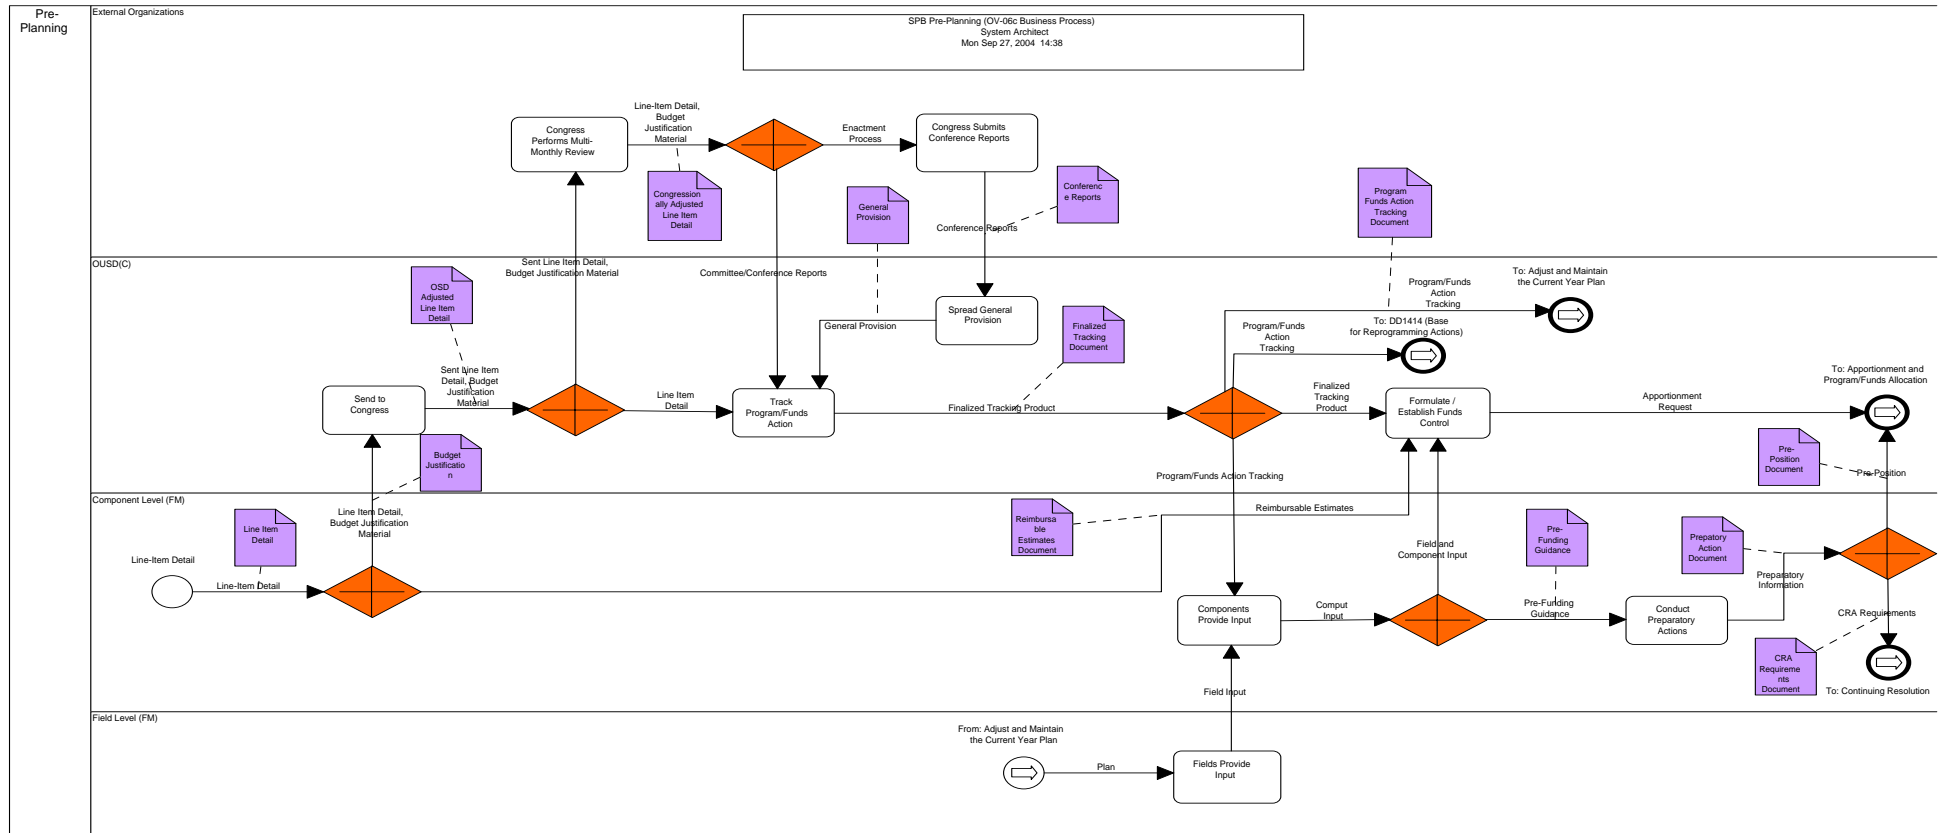 Pre-
Planning
External Organizations
SPB Pre-Planning (OV-06c Business Process)
System Architect
Mon Sep 27, 2004  14:38
Congress
Performs Multi-
Monthly Review
Line-Item Detail,
Budget
Justification
Material
Enactment
Process
Congress Submits
Conference Reports
Congression
ally Adjusted
Line Item
Detail
General
Provision
Conferenc
e Reports
Conference Reports
Program
Funds Action
Tracking
Document
OUSD(C)
Sent Line Item Detail,
Budget Justification Material
Committee/Conference Reports
OSD
Adjusted
Line Item
Detail
Spread General
Provision
General Provision
Finalized
Tracking
Document
Program/Funds
Action
Tracking
To: Adjust and Maintain
the Current Year Plan
Program/Funds
Action
Tracking
To: DD1414 (Base
for Reprogramming Actions)
Sent Line Item
Detail, Budget
Justification
Material
Send to
Congress
Line Item
Detail
Track
Program/Funds
Action
Finalized Tracking Product
Finalized
Tracking
Product
Formulate /
Establish Funds
Control
Apportionment
Request
To: Apportionment and
Program/Funds Allocation
Budget
Justificatio
n
Program/Funds Action Tracking
Pre-
Position
Document
Pre-Position
Component Level (FM)
Line Item Detail,
Budget Justification
Material
Line Item
Detail
Line-Item Detail
Line-Item Detail
Reimbursa
ble
Estimates
Document
Reimbursable Estimates
Field and
Component Input
Pre-
Funding
Guidance
Prepatory
Action
Document
Preparatory
Information
Components
Provide Input
Comput
Input
Pre-Funding
Guidance
Conduct
Preparatory
Actions
CRA Requirements
CRA
Requireme
nts
Document
To: Continuing Resolution
Field Input
Field Level (FM)
From: Adjust and Maintain
the Current Year Plan
Plan
Fields Provide
Input